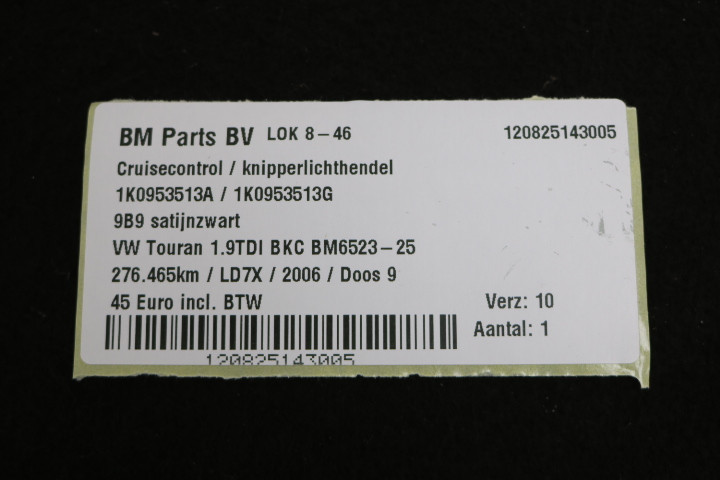 BM Parts BV LOK 8-46 120825143005
Cruisecontrol / knipperlichthendel
1K0953513A / 1K0953513G
9B9 satijnzwart
VW Touran 1.9TDI BKC BM6523-25
276.465km / LD7X / 2006 / Doos 9
45 Euro incl. BTW Verz: 10
Aantal: 1
120825143005